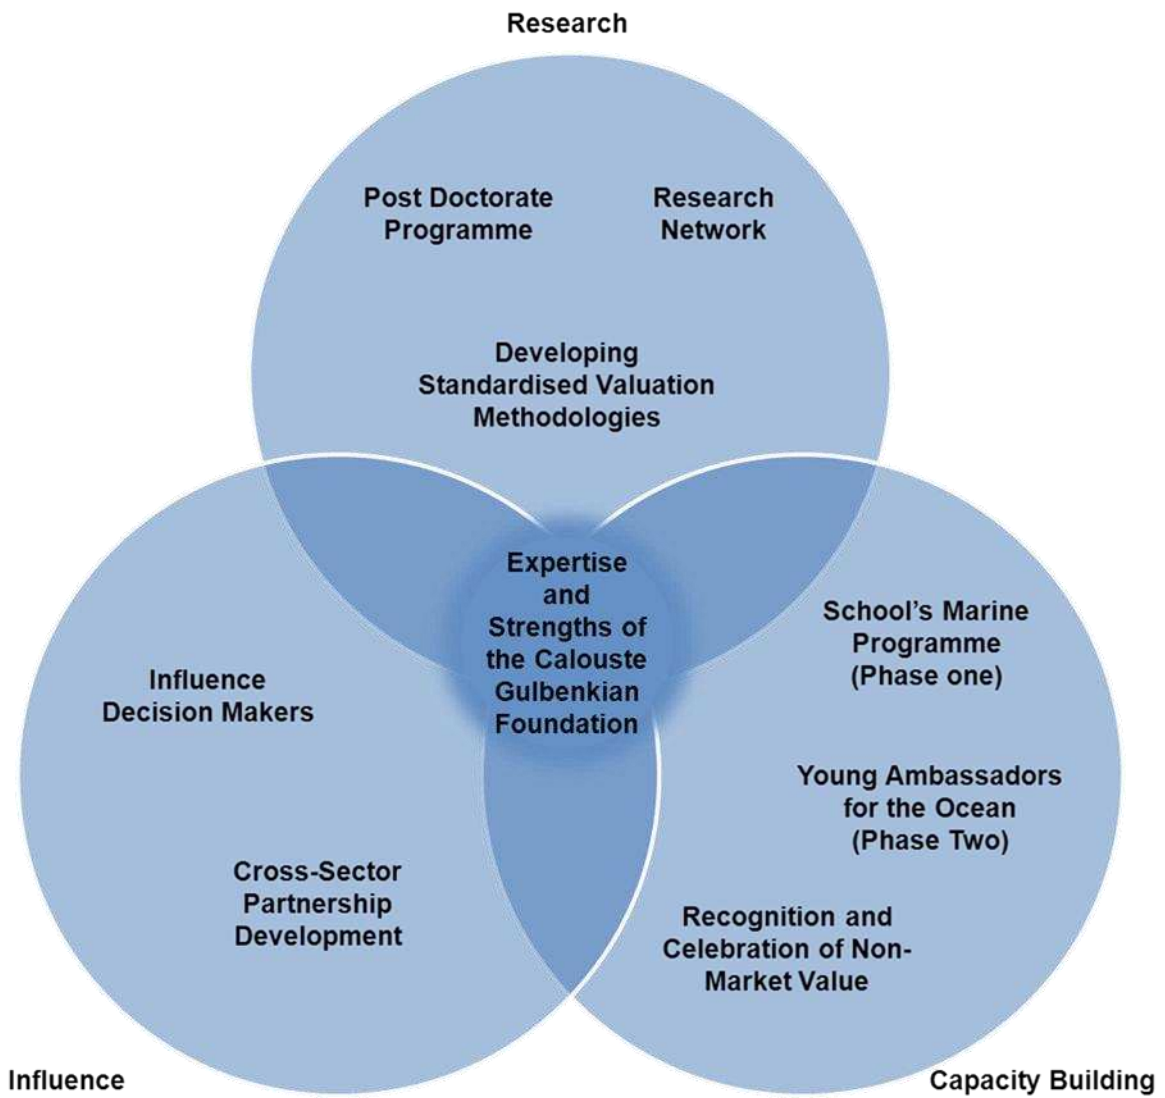 Research
Post Doctorate
Programme
Research
Network
Developing
Standardised Valuation
Methodologies
Expertise
and
Strengths of
the Calouste
Gulbenkian
Foundation
Influence
Decision Makers
Cross-Sector
Partnership
Development
School’s Marine
Programme
(Phase one)
Young Ambassadors
for the Ocean
(Phase Two)
Recognition and
Celebration of Non-
Market Value
Influence
Capacity Building